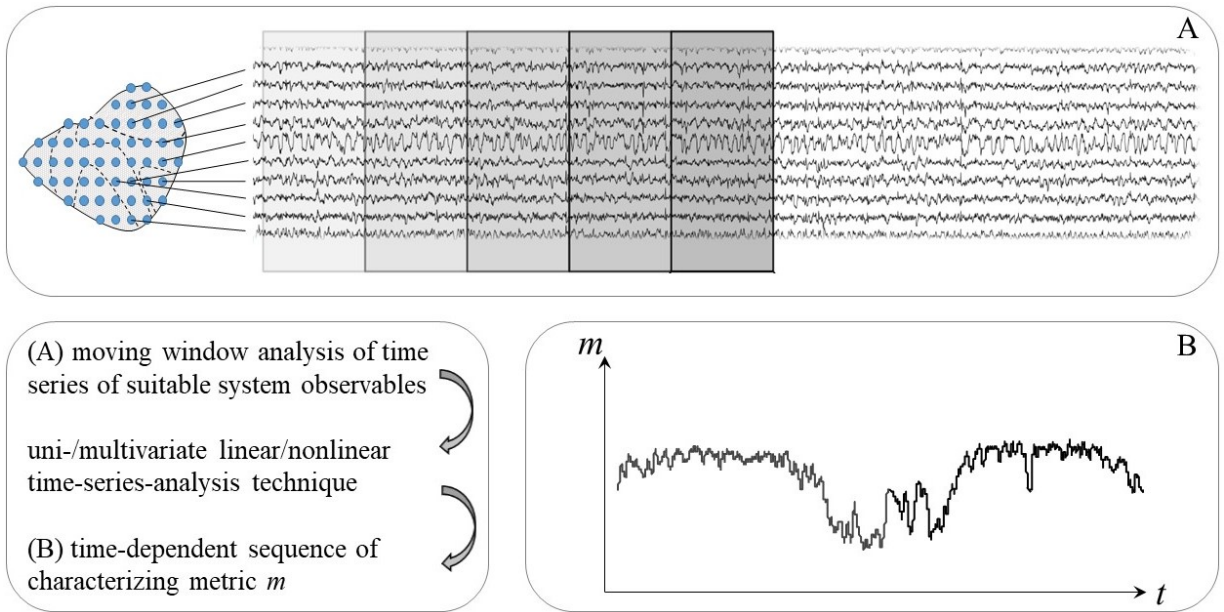 A
(A) moving window analysis of time
series of suitable system observables
uni-/multivariate linear/nonlinear
time-series-analysis technique
(B) time-dependent sequence of
characterizing metric m
B
m
t